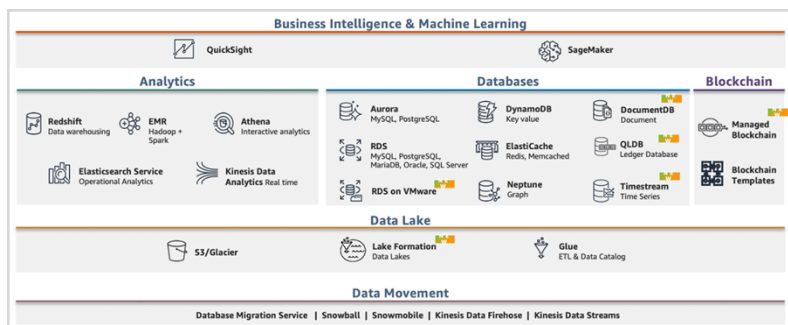 Business Intelligence & Machine Learning
QuickSight
SageMaker
Analytics
Redshift
Data warehousing
EMR
Hadoop +
Spark
Athena
Interactive analytics
Elasticsearch Service
Operational Analytics
Kinesis Data
Analytics Real time
Databases
Aurora
MySQL, PostgreSQL
DynamoDB
Key value
DocumentDB
Document
RDS
MySQL, PostgreSQL,
MariaDB, Oracle, SQL Server
ElastiCache
Redis, Memcached
QLDB
Ledger Database
RDS on VMware
Neptune
Graph
Timestream
Time Series
Blockchain
Managed
Blockchain
Blockchain
Templates
Data Lake
S3/Glacier
Lake Formation
Data Lakes
Glue
ETL & Data Catalog
Data Movement
Database Migration Service | Snowball | Snowmobile | Kinesis Data Firehose | Kinesis Data Streams